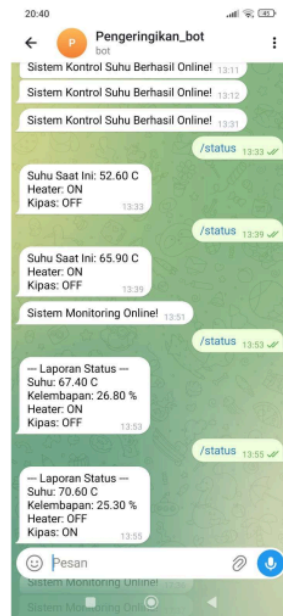 20:40
Pengeringikan_bot
P
bot
Sistem Kontrol Suhu Berhasil Online! 13:11
Sistem Kontrol Suhu Berhasil Online! 13:12
Sistem Kontrol Suhu Berhasil Online! 13:31
/status 13:33
Suhu Saat Ini: 52.60 C
Heater: ON
Kipas: OFF
13:33
/status 13:39
Suhu Saat Ini: 65.90 C
Heater: ON
Kipas: OFF
13:39
Sistem Monitoring Online! 13:51
/status 13:53
— Laporan Status —
Suhu: 67.40 C
Kelembapan: 26.80 %
Heater: ON
Kipas: OFF
13:53
/status 13:55
— Laporan Status —
Suhu: 70.60 C
Kelembapan: 25.30 %
Heater: OFF
Kipas: ON
13:55
Pesan
Sistem Monitoring Online!
Sistem Monitoring Online!